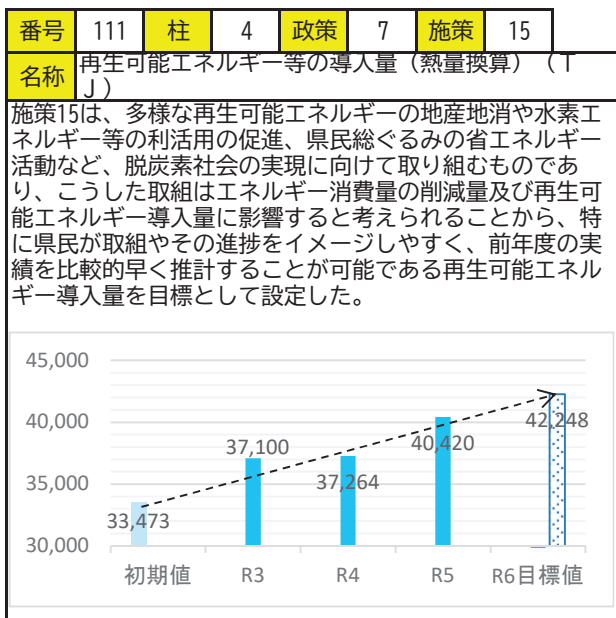 番号 111 柱 4 政策 7 施策 15
名称 再生可能エネルギー等の導入量（熱量換算）（T
J）
施策15は、多様な再生可能エネルギーの地産地消や水素エ
ネルギー等の利活用の促進、県民総ぐるみの省エネルギー
活動など、脱炭素社会の実現に向けて取り組むものであ
り、こうした取組はエネルギー消費量の削減量及び再生可
能エネルギー導入量に影響すると考えられることから、特
に県民が取組やその進捗をイメージしやすく、前年度の実
績を比較的早く推計することが可能である再生可能エネル
ギー導入量を目標として設定した。
45,000
40,000
35,000
30,000
33,473
37,100
37,264
40,420
42,248
初期値 R3 R4 R5 R6目標値